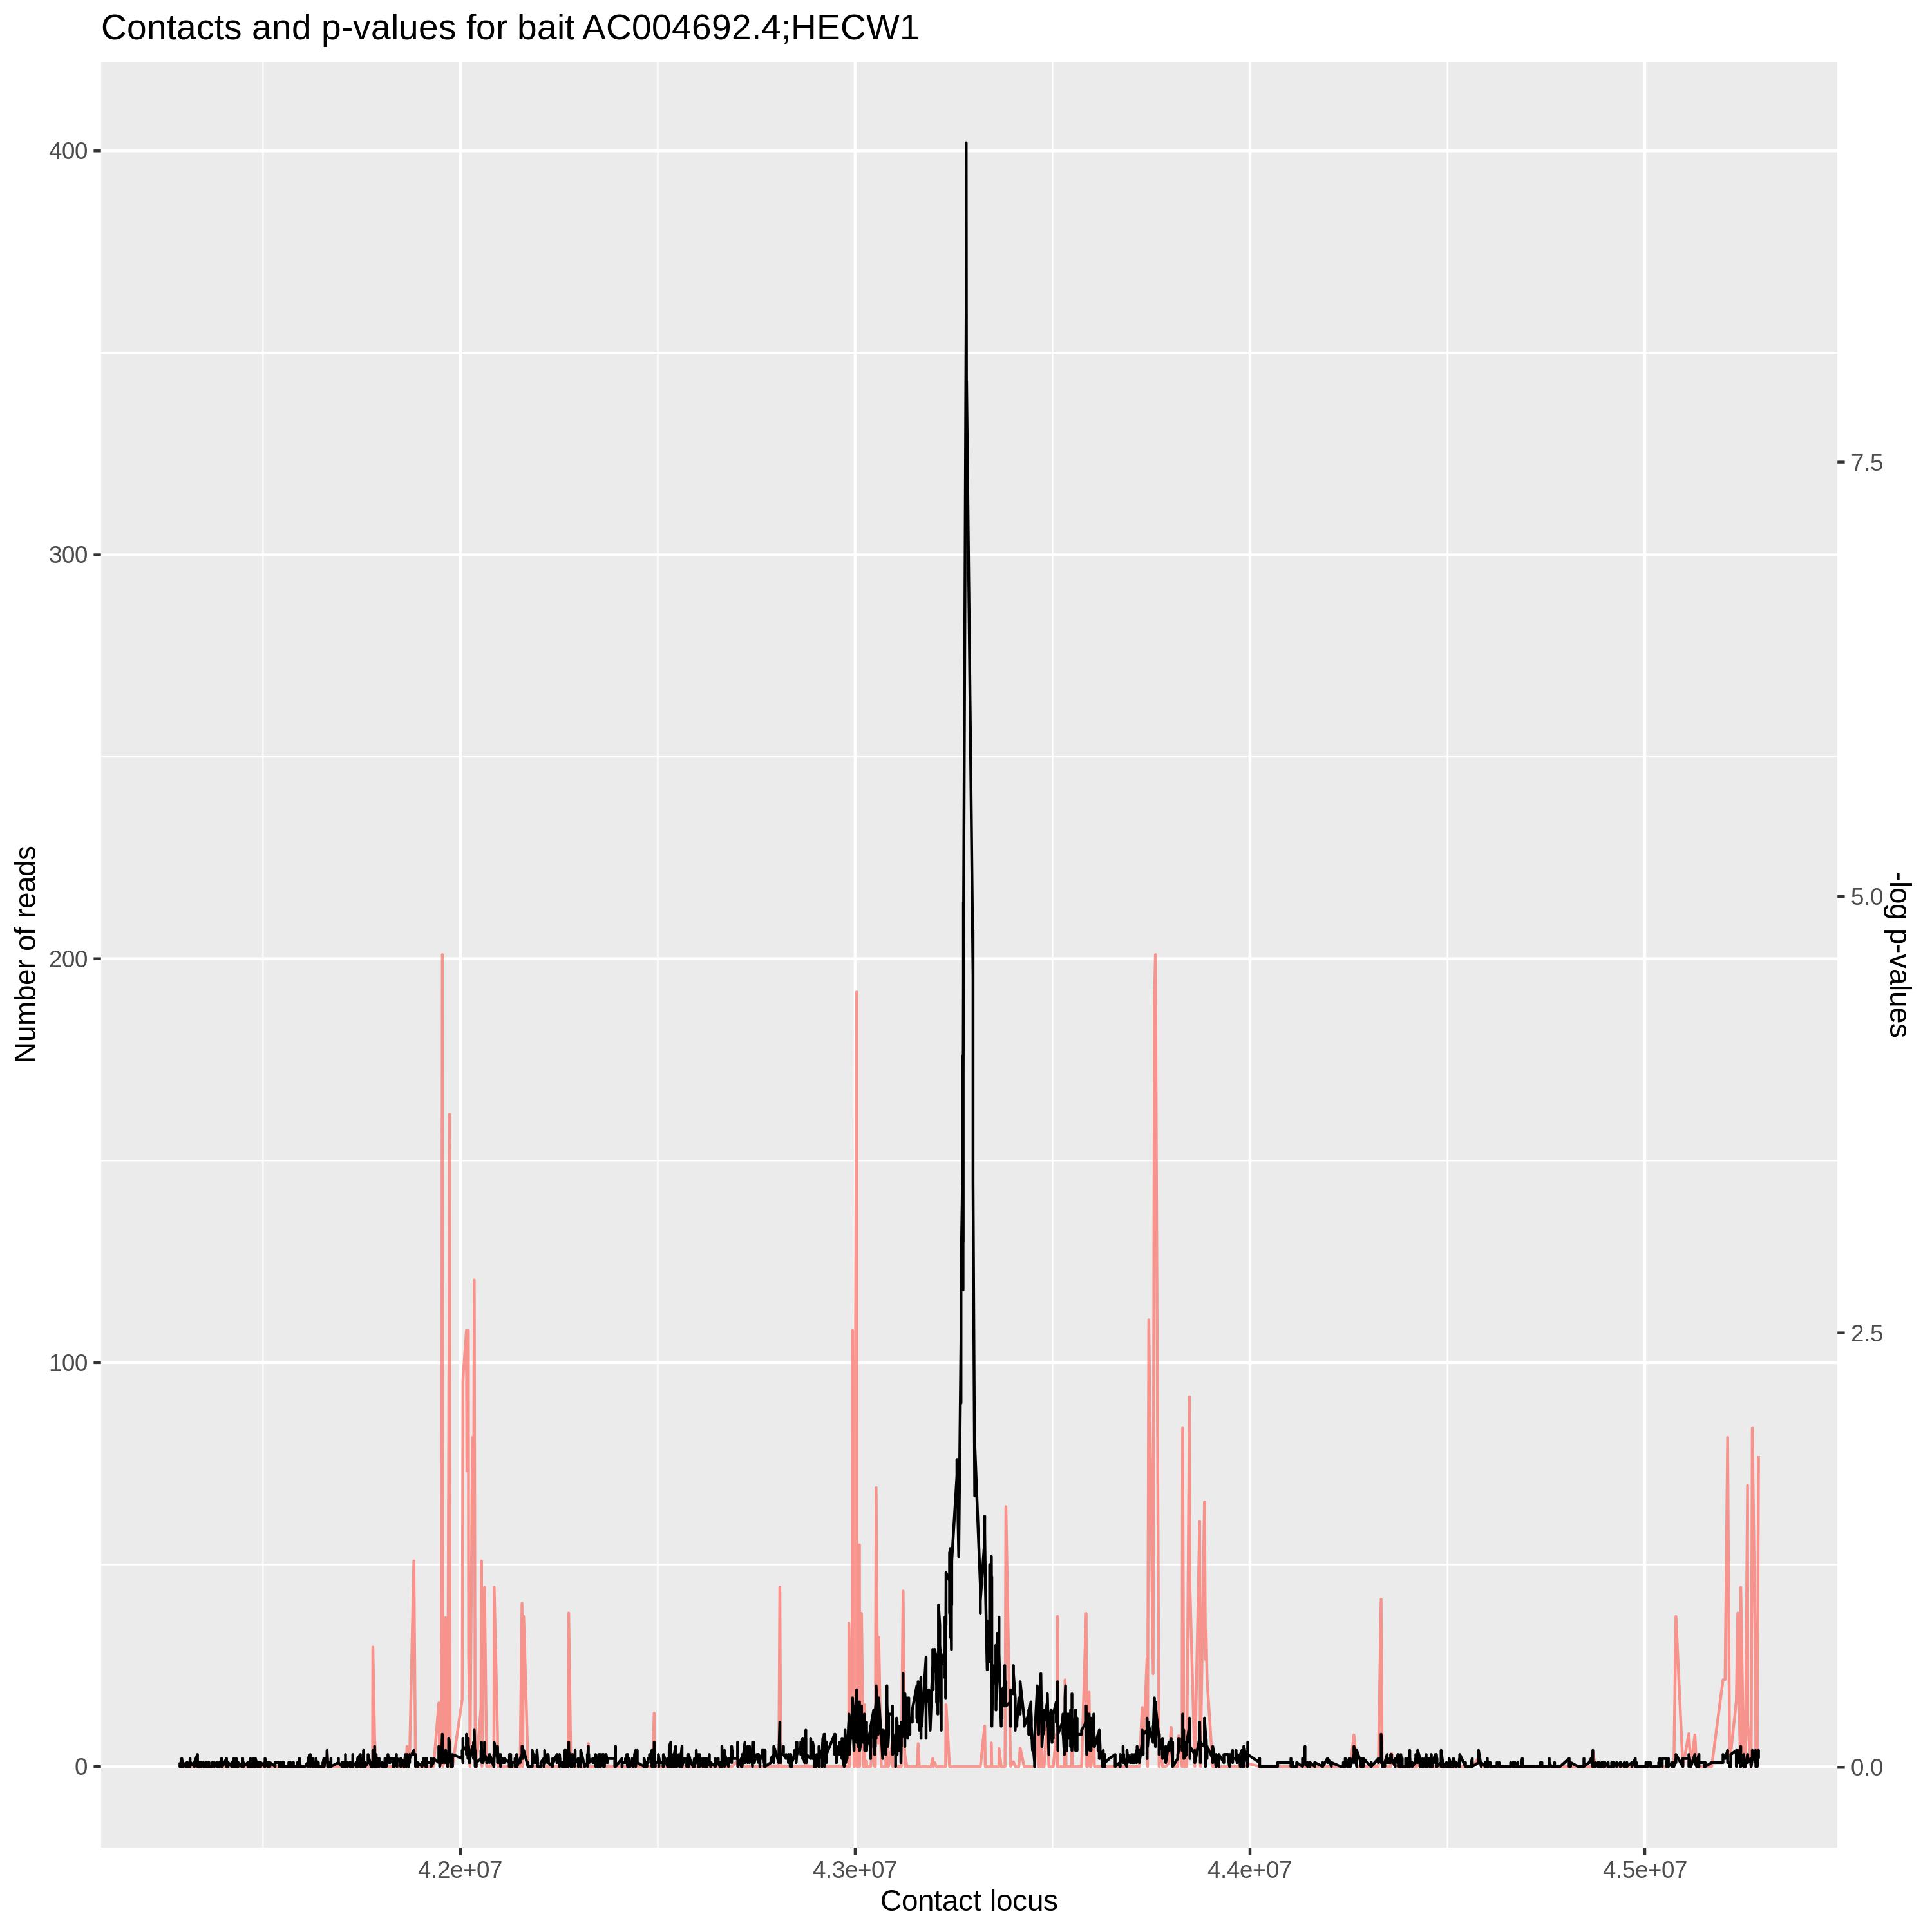 Contacts and p-values for bait AC004692.4;HECW1
400
300
200
100
0
Number of reads
7.5
5.0
2.5
0.0
-log p-values
4.2e+07
4.3e+07
4.4e+07
4.5e+07
Contact locus